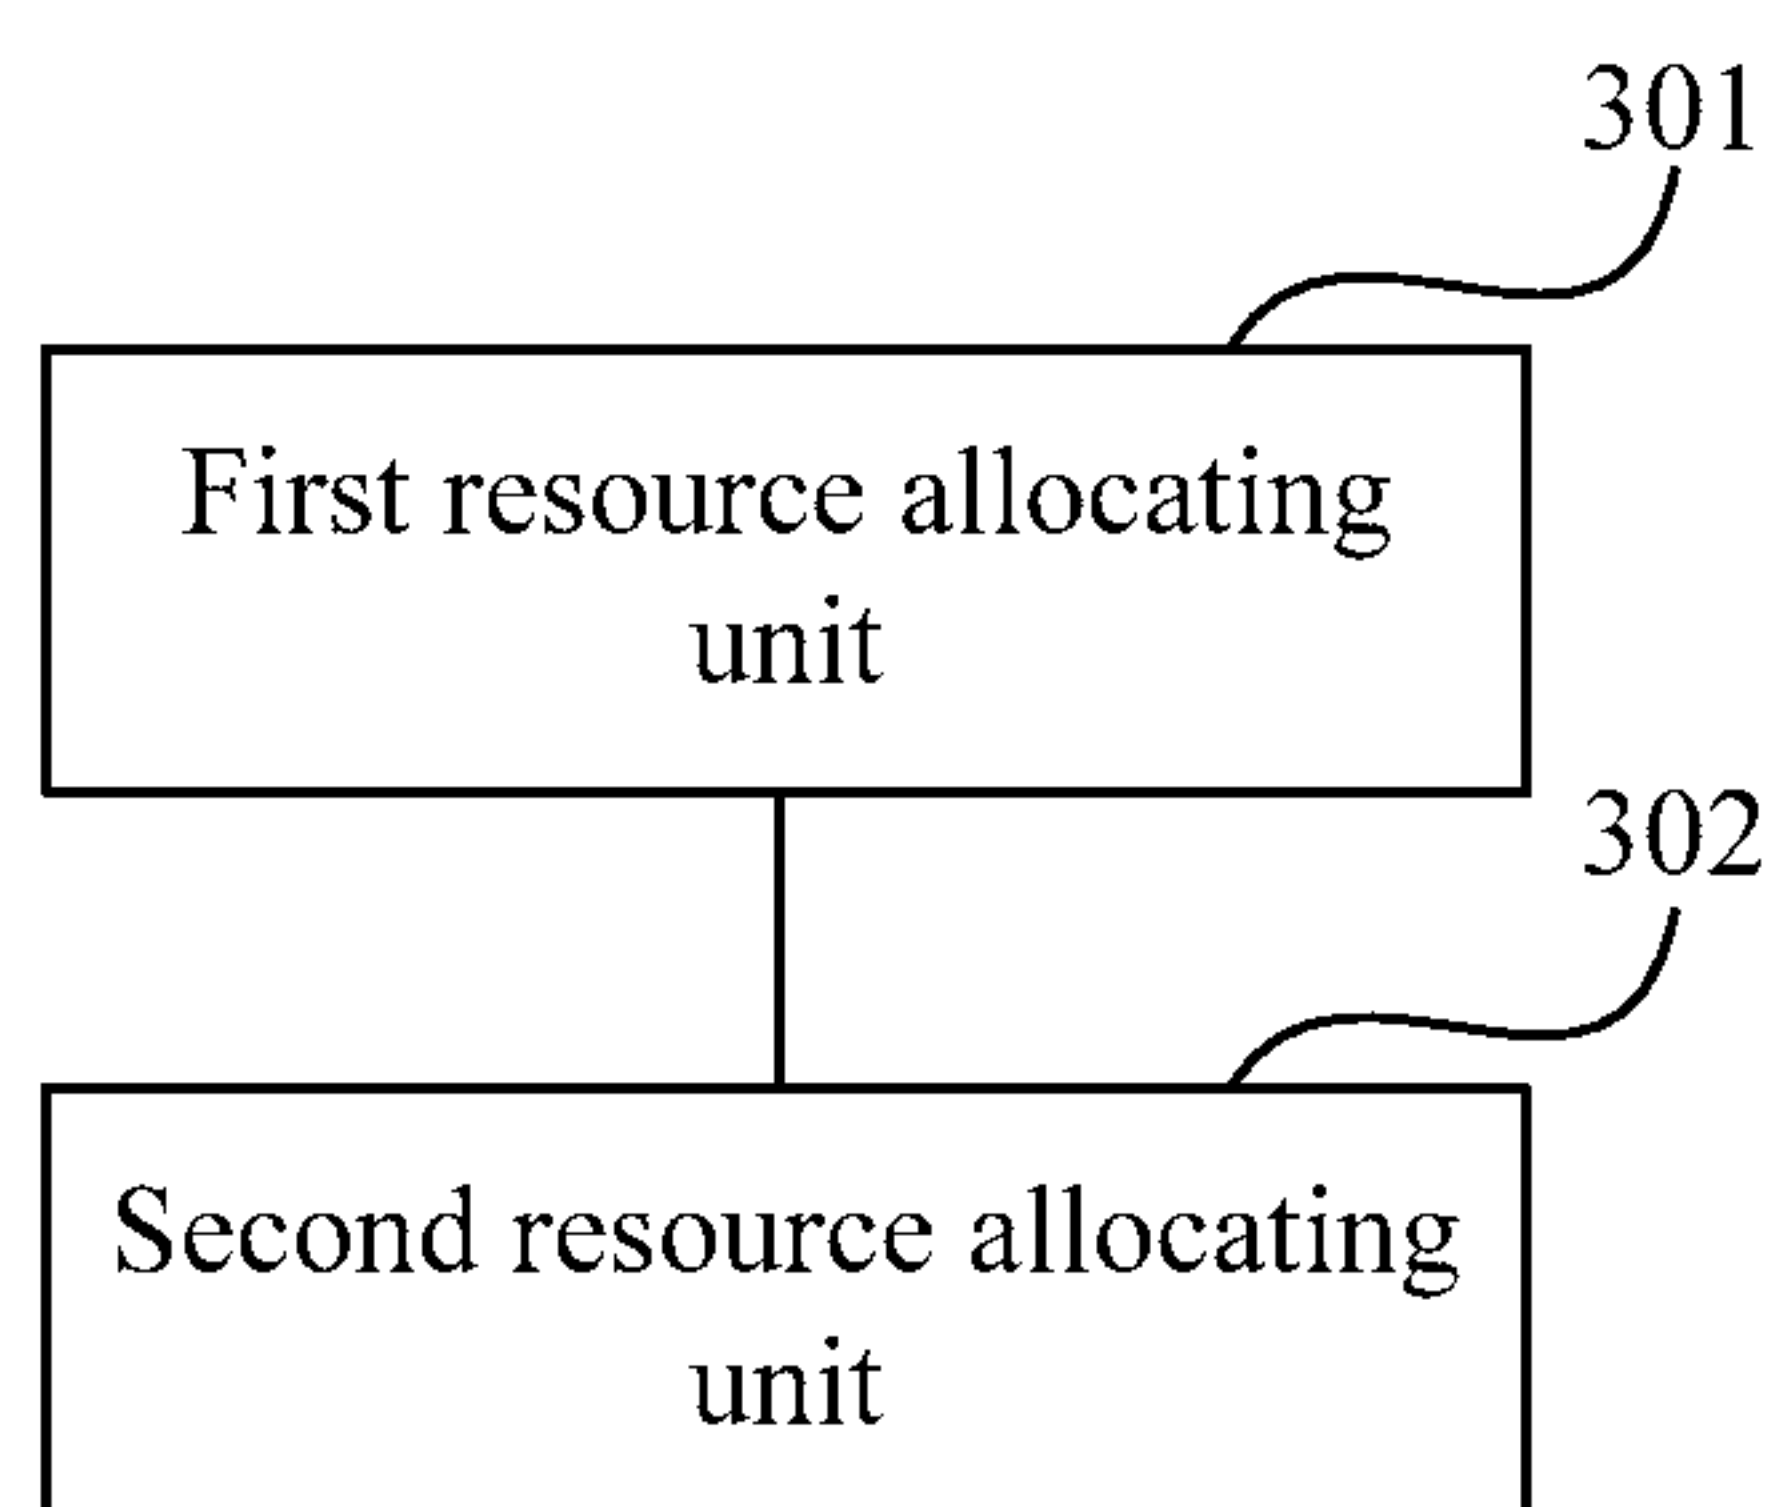 301
First resource allocating
unit
302
Second resource allocating
unit